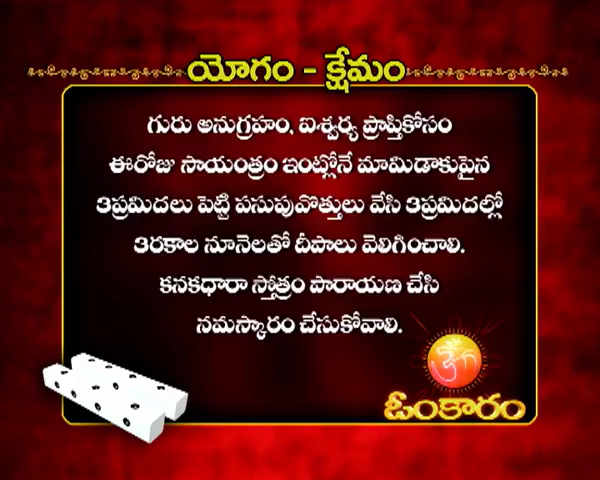 యోగం - క్షేమం
గురు అనుగ్రహం, ఐశ్వర్య ప్రాప్తికోసం
ఈరోజు సాయంత్రం ఇంట్లోనే మామిడాకుపైన
3ప్రమిదలు పెట్టి పసుపువొత్తులు వేసి 3ప్రమిదల్లో
3రకాల నూనెలతో దీపాలు వెలిగించాలి.
కనకధారా స్తోత్రం పారాయణ చేసి
నమస్కారం చేసుకోవాలి.
ఓంకారం